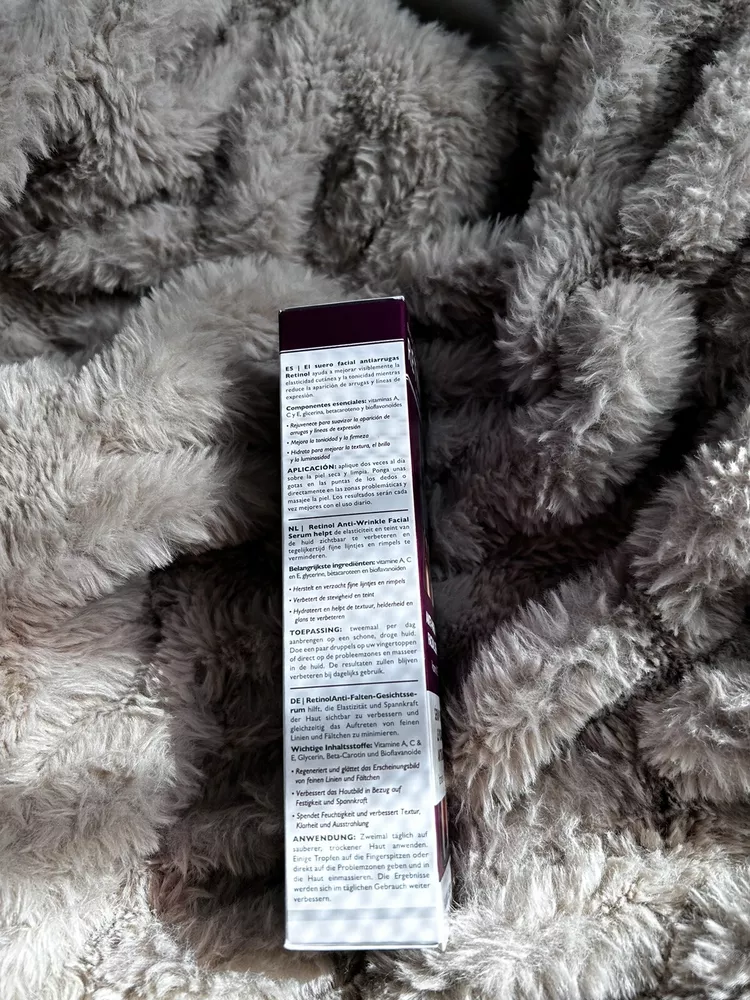 ES | El suero facial antiarrugas
Retinol ayuda a mejorar visiblemente la
elasticidad cutánea y la tonicidad mientras
reduce la aparición de arrugas y líneas de
expresión.
Componentes esenciales: vitaminas A,
C y E, glicerina, betacaroteno y bioflavonoides
• Rejuvenece para suavizar la aparición de
arrugas y líneas de expresión
• Mejora la tonicidad y la firmeza
• Hidrata para mejorar la textura, el brillo
y la luminosidad
APLICACIÓN: aplique dos veces al día
sobre la piel seca y limpia. Ponga unas
gotas en las puntas de los dedos o
directamente en las zonas problemáticas y
masajee la piel. Los resultados serán cada
vez mejores con el uso diario.
NL | Retinol Anti-Wrinkle Facial
Serum helpt de elasticiteit en teint van
de huid zichtbaar te verbeteren en
tegelijkertijd fijne lijntjes en rimpels te
verminderen.
Belangrijkste ingrediënten: vitamine A, C
en E, glycerine, bètacaroteen en bioflavanoïden
• Herstelt en verzacht fijne lijntjes en rimpels
• Verbetert de stevigheid en teint
• Hydrateert en helpt de textuur, helderheid en
glans te verbeteren
TOEPASSING: tweemaal per dag
aanbrengen op een schone, droge huid.
Doe een paar druppels op uw vingertoppen
of direct op de probleemzones en masseer
in de huid. De resultaten zullen blijven
verbeteren bij dagelijks gebruik.
DE | RetinolAnti-Falten-Gesichtsse-
rum hilft, die Elastizität und Spannkraft
der Haut sichtbar zu verbessern und
gleichzeitig das Auftreten von feinen
Linien und Fältchen zu minimieren.
Wichtige Inhaltsstoffe: Vitamine A, C &
E, Glycerin, Beta-Carotin und Bioflavanoide
• Regeneriert und glättet das Erscheinungsbild
von feinen Linien und Fältchen
• Verbessert das Hautbild in Bezug auf
Festigkeit und Spannkraft
• Spendet Feuchtigkeit und verbessert Textur,
Klarheit und Ausstrahlung
ANWENDUNG: Zweimal täglich auf
sauberer, trockener Haut anwenden.
Einige Tropfen auf die Fingerspitzen oder
direkt auf die Problemzonen geben und in
die Haut einmassieren. Die Ergebnisse
werden sich im täglichen Gebrauch weiter
verbessern.